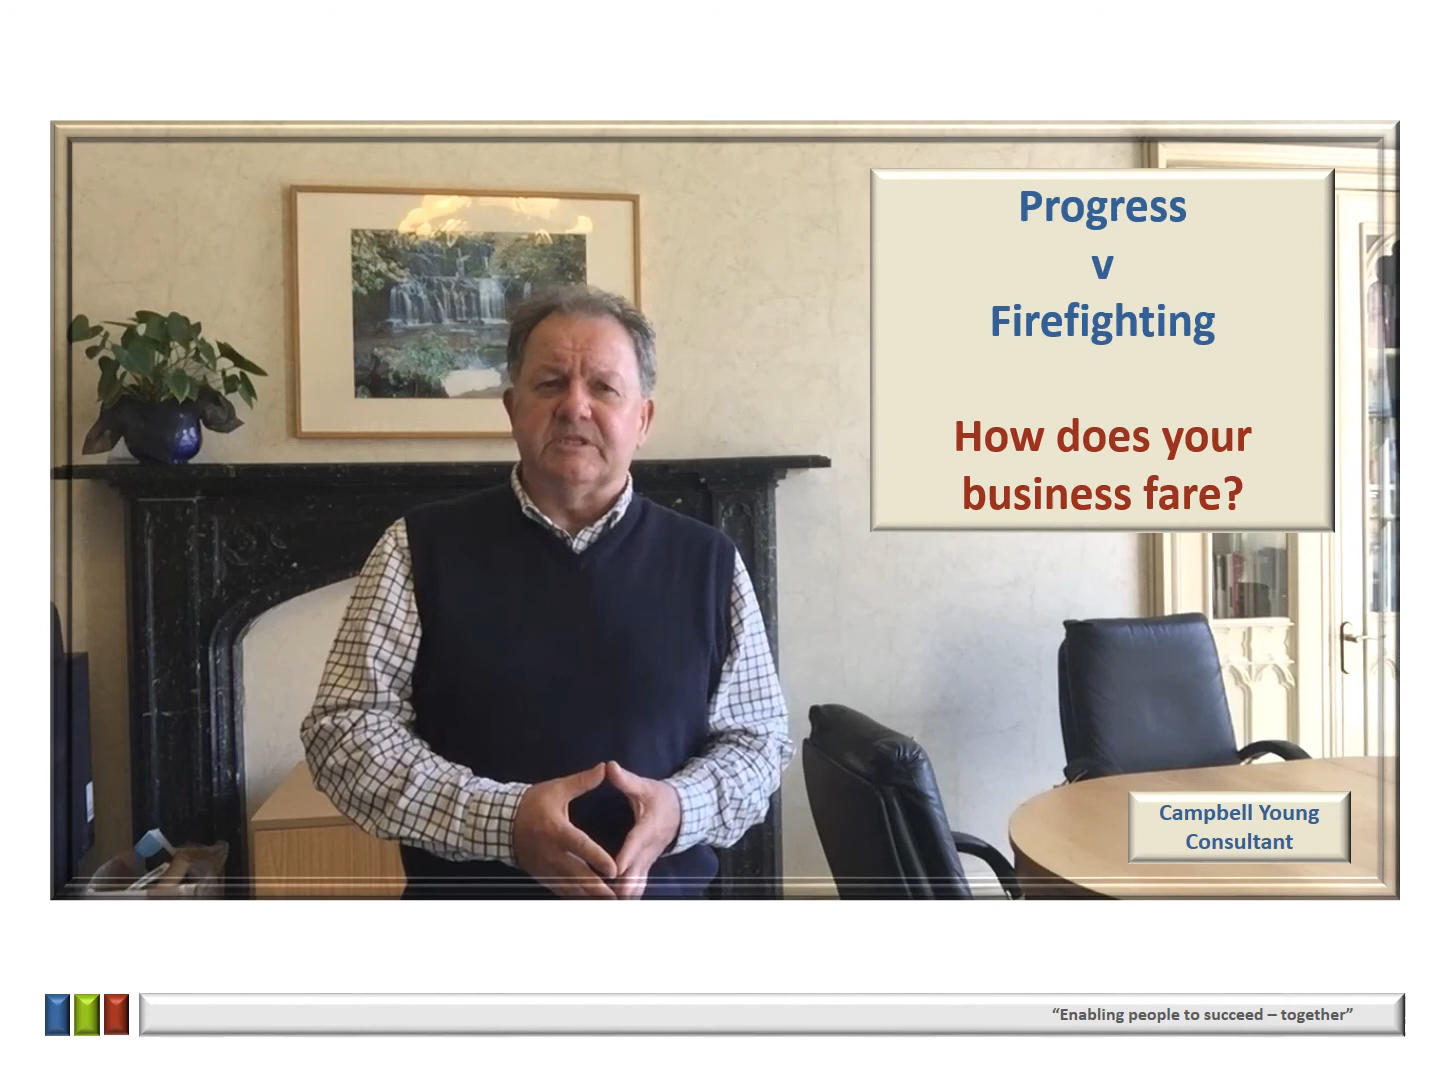 Progress
v
Firefighting
How does your
business fare?
Campbell Young
Consultant
“Enabling people to succeed – together”